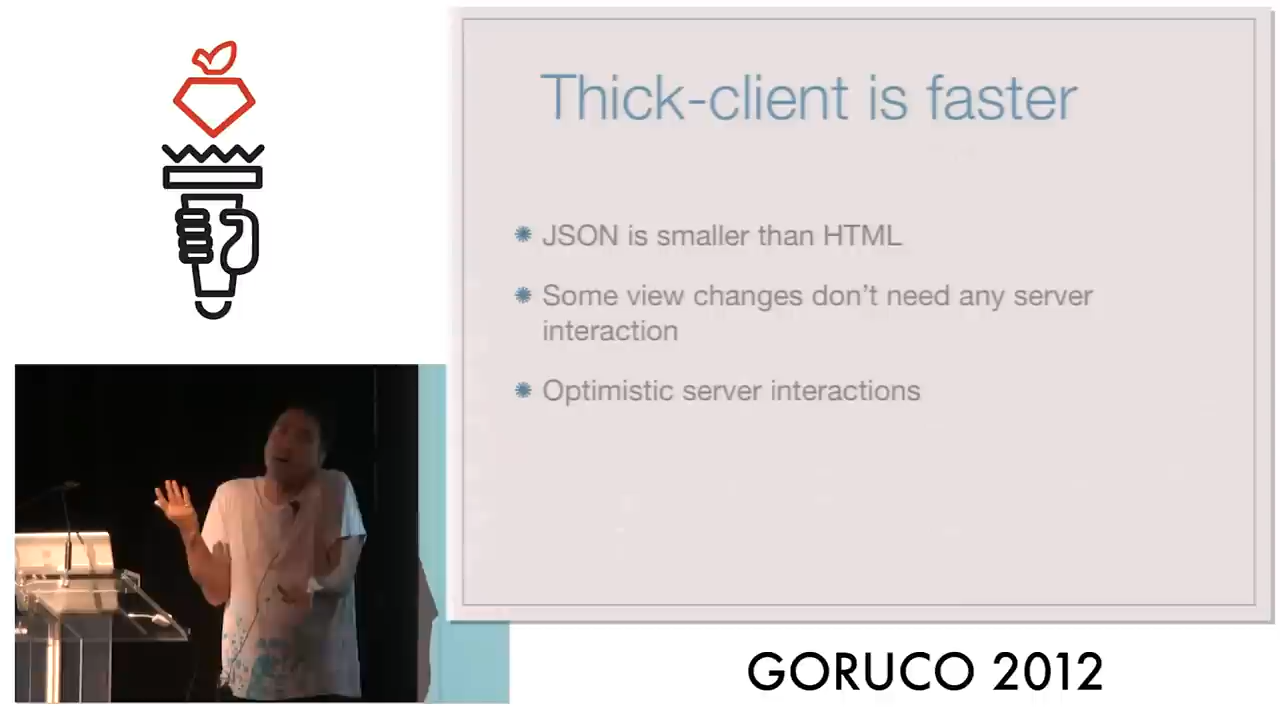 Thick-client is faster
JSON is smaller than HTML
Some view changes don't need any server
interaction
Optimistic server interactions
GORUCO 2012